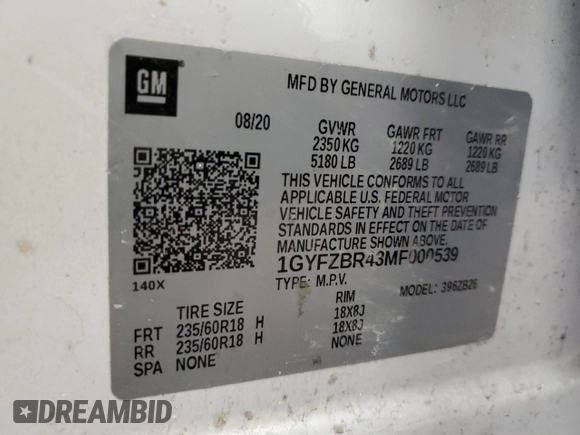 GM
MFD BY GENERAL MOTORS LLC
08/20 GVWR GAWR FRT GAWR RR
2350 KG 1220 KG 1220 KG
5180 LB 2689 LB 2689 LB
THIS VEHICLE CONFORMS TO ALL
APPLICABLE U.S. FEDERAL MOTOR
VEHICLE SAFETY AND THEFT PREVENTION
STANDARDS IN EFFECT ON THE DATE OF
MANUFACTURE SHOWN ABOVE.
1GYFZBR43MF000539
140X TYPE: M.P.V. MODEL: 396ZB26
TIRE SIZE RIM
FRT 235/60R18 H 18X8J
RR 235/60R18 H 18X8J
SPA NONE NONE
DREAMBID